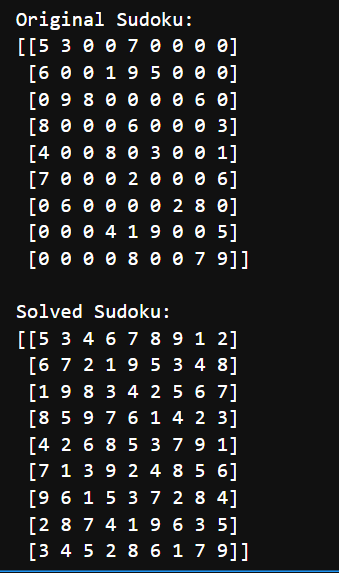 Original Sudoku:
[[5 3 0 0 7 0 0 0 0]
[6 0 0 1 9 5 0 0 0]
[0 9 8 0 0 0 0 6 0]
[8 0 0 0 6 0 0 0 3]
[4 0 0 8 0 3 0 0 1]
[7 0 0 0 2 0 0 0 6]
[0 6 0 0 0 0 2 8 0]
[0 0 0 4 1 9 0 0 5]
[0 0 0 0 8 0 0 7 9]]
Solved Sudoku:
[[5 3 4 6 7 8 9 1 2]
[6 7 2 1 9 5 3 4 8]
[1 9 8 3 4 2 5 6 7]
[8 5 9 7 6 1 4 2 3]
[4 2 6 8 5 3 7 9 1]
[7 1 3 9 2 4 8 5 6]
[9 6 1 5 3 7 2 8 4]
[2 8 7 4 1 9 6 3 5]
[3 4 5 2 8 6 1 7 9]]